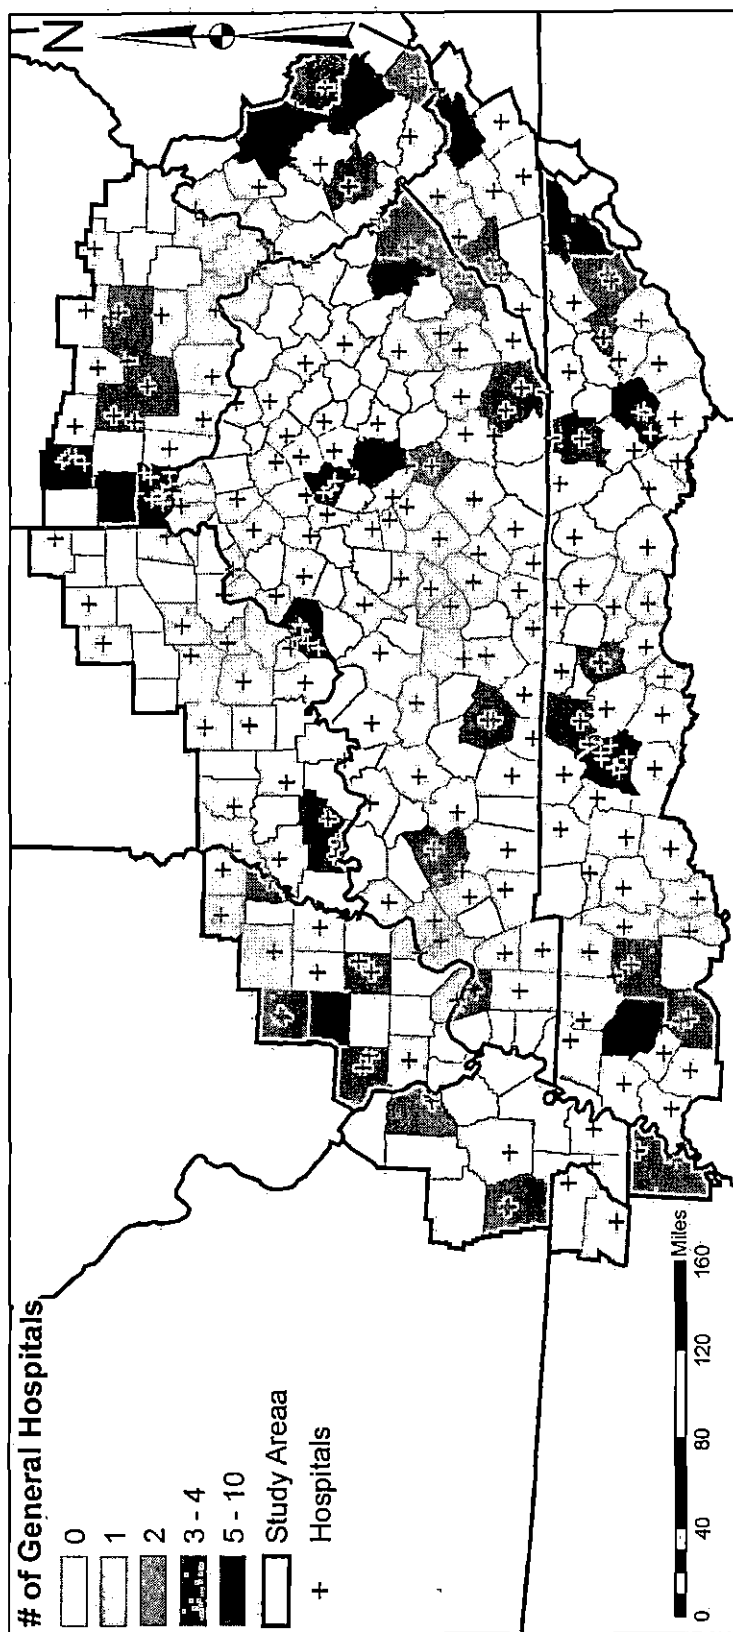 # of General Hospitals
0
1
2
3 - 4
5 - 10
Study Areaa
Hospitals
N
0 40 80 120 160
Miles